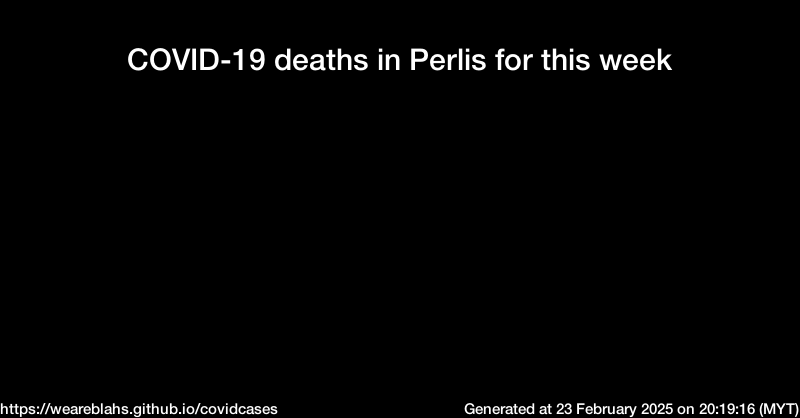 COVID-19 deaths in Perlis for this week
https://weareblahs.github.io/covidcases
Generated at 23 February 2025 on 20:19:16 (MYT)